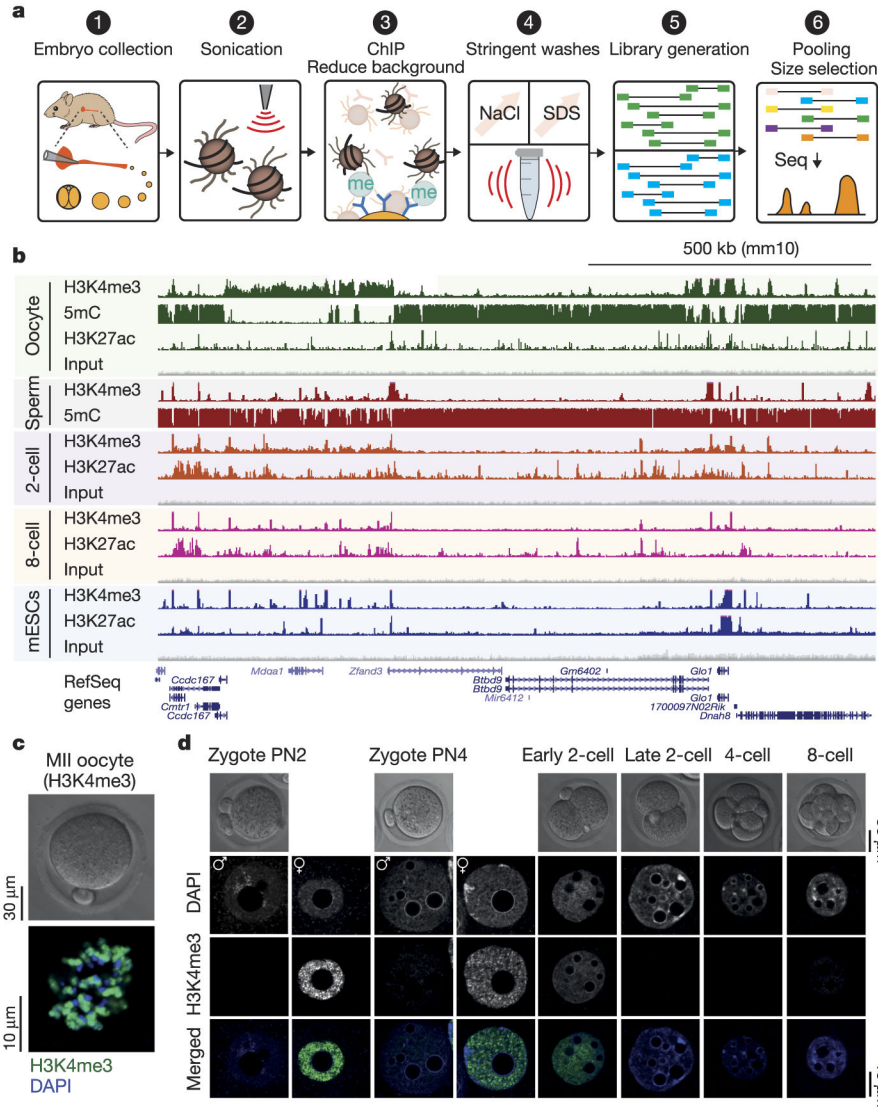 a
1 2 3 4 5 6
Embryo collection
Sonication
ChIP
Reduce background
Stringent washes
Library generation
Pooling
Size selection
me
me
NaCl
SDS
Seq
b
500 kb (mm10)
Oocyte
H3K4me3
5mC
H3K27ac
Input
Sperm
H3K4me3
5mC
2-cell
H3K4me3
H3K27ac
Input
8-cell
H3K4me3
H3K27ac
Input
mESCs
H3K4me3
H3K27ac
Input
RefSeq
genes
Mdga1
Zfand3
Gm6402
Glo1
Ccdc167
Btbd9
Btbd9
Mir6412
Glo1
Cmtr1
1700097N02Rik
Ccdc167
Dnah8
c
MII oocyte
(H3K4me3)
30 μm
10 μm
H3K4me3
DAPI
d
Zygote PN2
Zygote PN4
Early 2-cell
Late 2-cell
4-cell
8-cell
♂ ♀ ♂ ♀
DAPI
H3K4me3
Merged